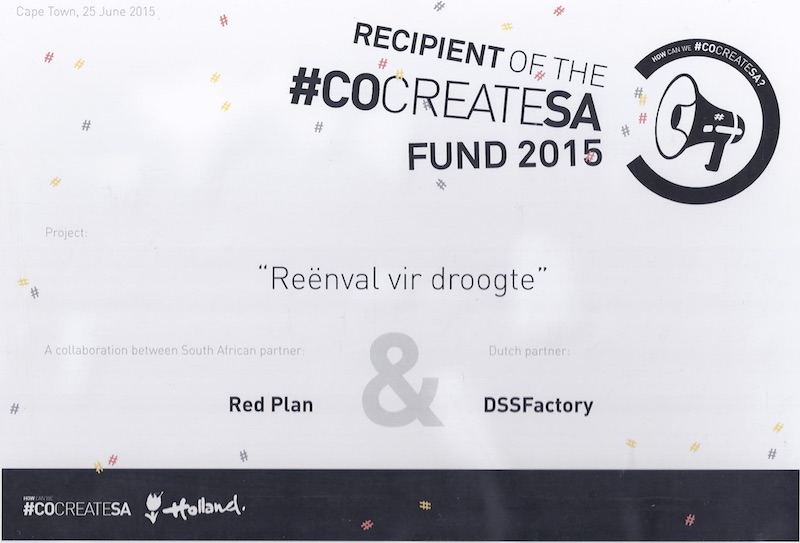 Cape Town, 25 June 2015
RECIPIENT OF THE
#COCREATESA
FUND 2015
HOW CAN WE #COCREATESA?
Project:
“Reënval vir droogte”
A collaboration between South African partner:
Dutch partner:
&
Red Plan
DSSFactory
HOW CAN WE
#COCREATESA
Holland.